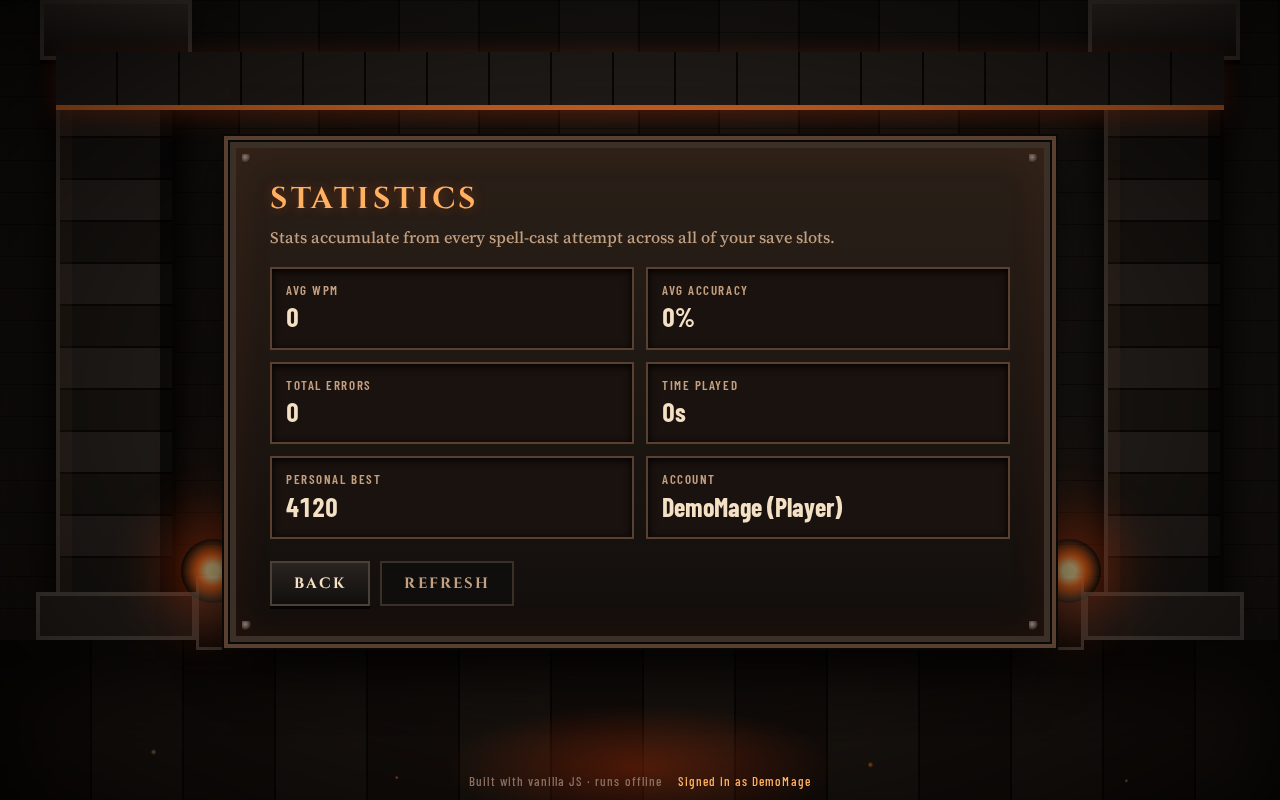 STATISTICS
Stats accumulate from every spell-cast attempt across all of your save slots.
AVG WPM
0
AVG ACCURACY
0%
TOTAL ERRORS
0
TIME PLAYED
0s
PERSONAL BEST
4120
ACCOUNT
DemoMage (Player)
BACK
REFRESH
Built with vanilla JS · runs offline
Signed in as DemoMage